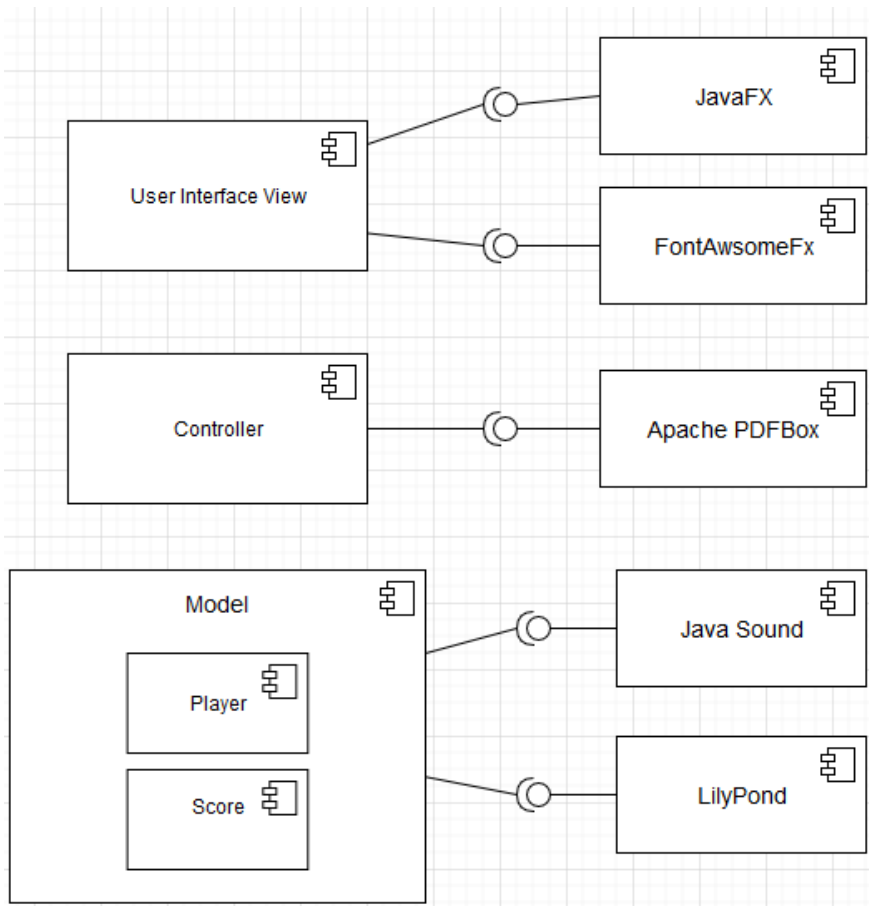 JavaFX
User Interface View
FontAwsomeFx
Controller
Apache PDFBox
Model
Java Sound
Player
LilyPond
Score